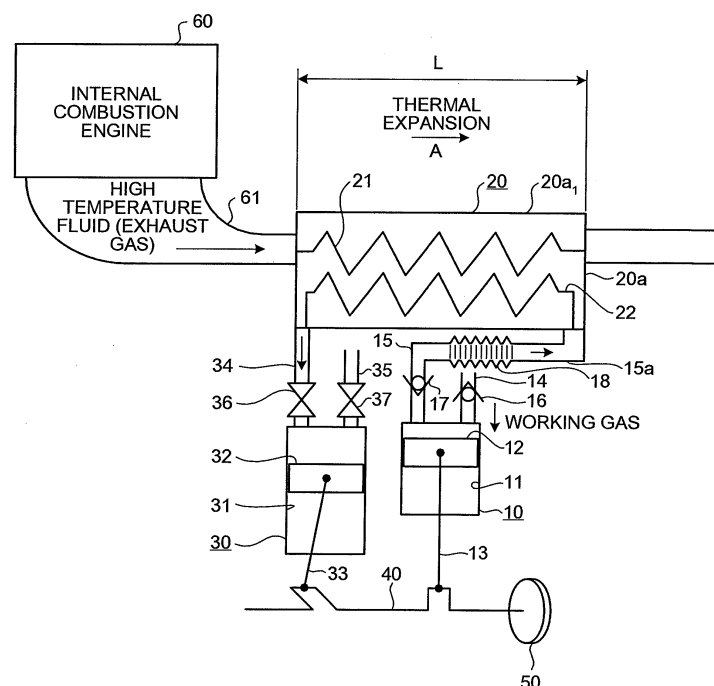 60
INTERNAL
COMBUSTION
ENGINE
L
THERMAL
EXPANSION
A
HIGH
TEMPERATURE
FLUID (EXHAUST
GAS)
61
21
20
20a1
20a
22
34
35
15
18
15a
14
36
37
17
16
WORKING GAS
32
12
31
11
30
10
33
13
40
50